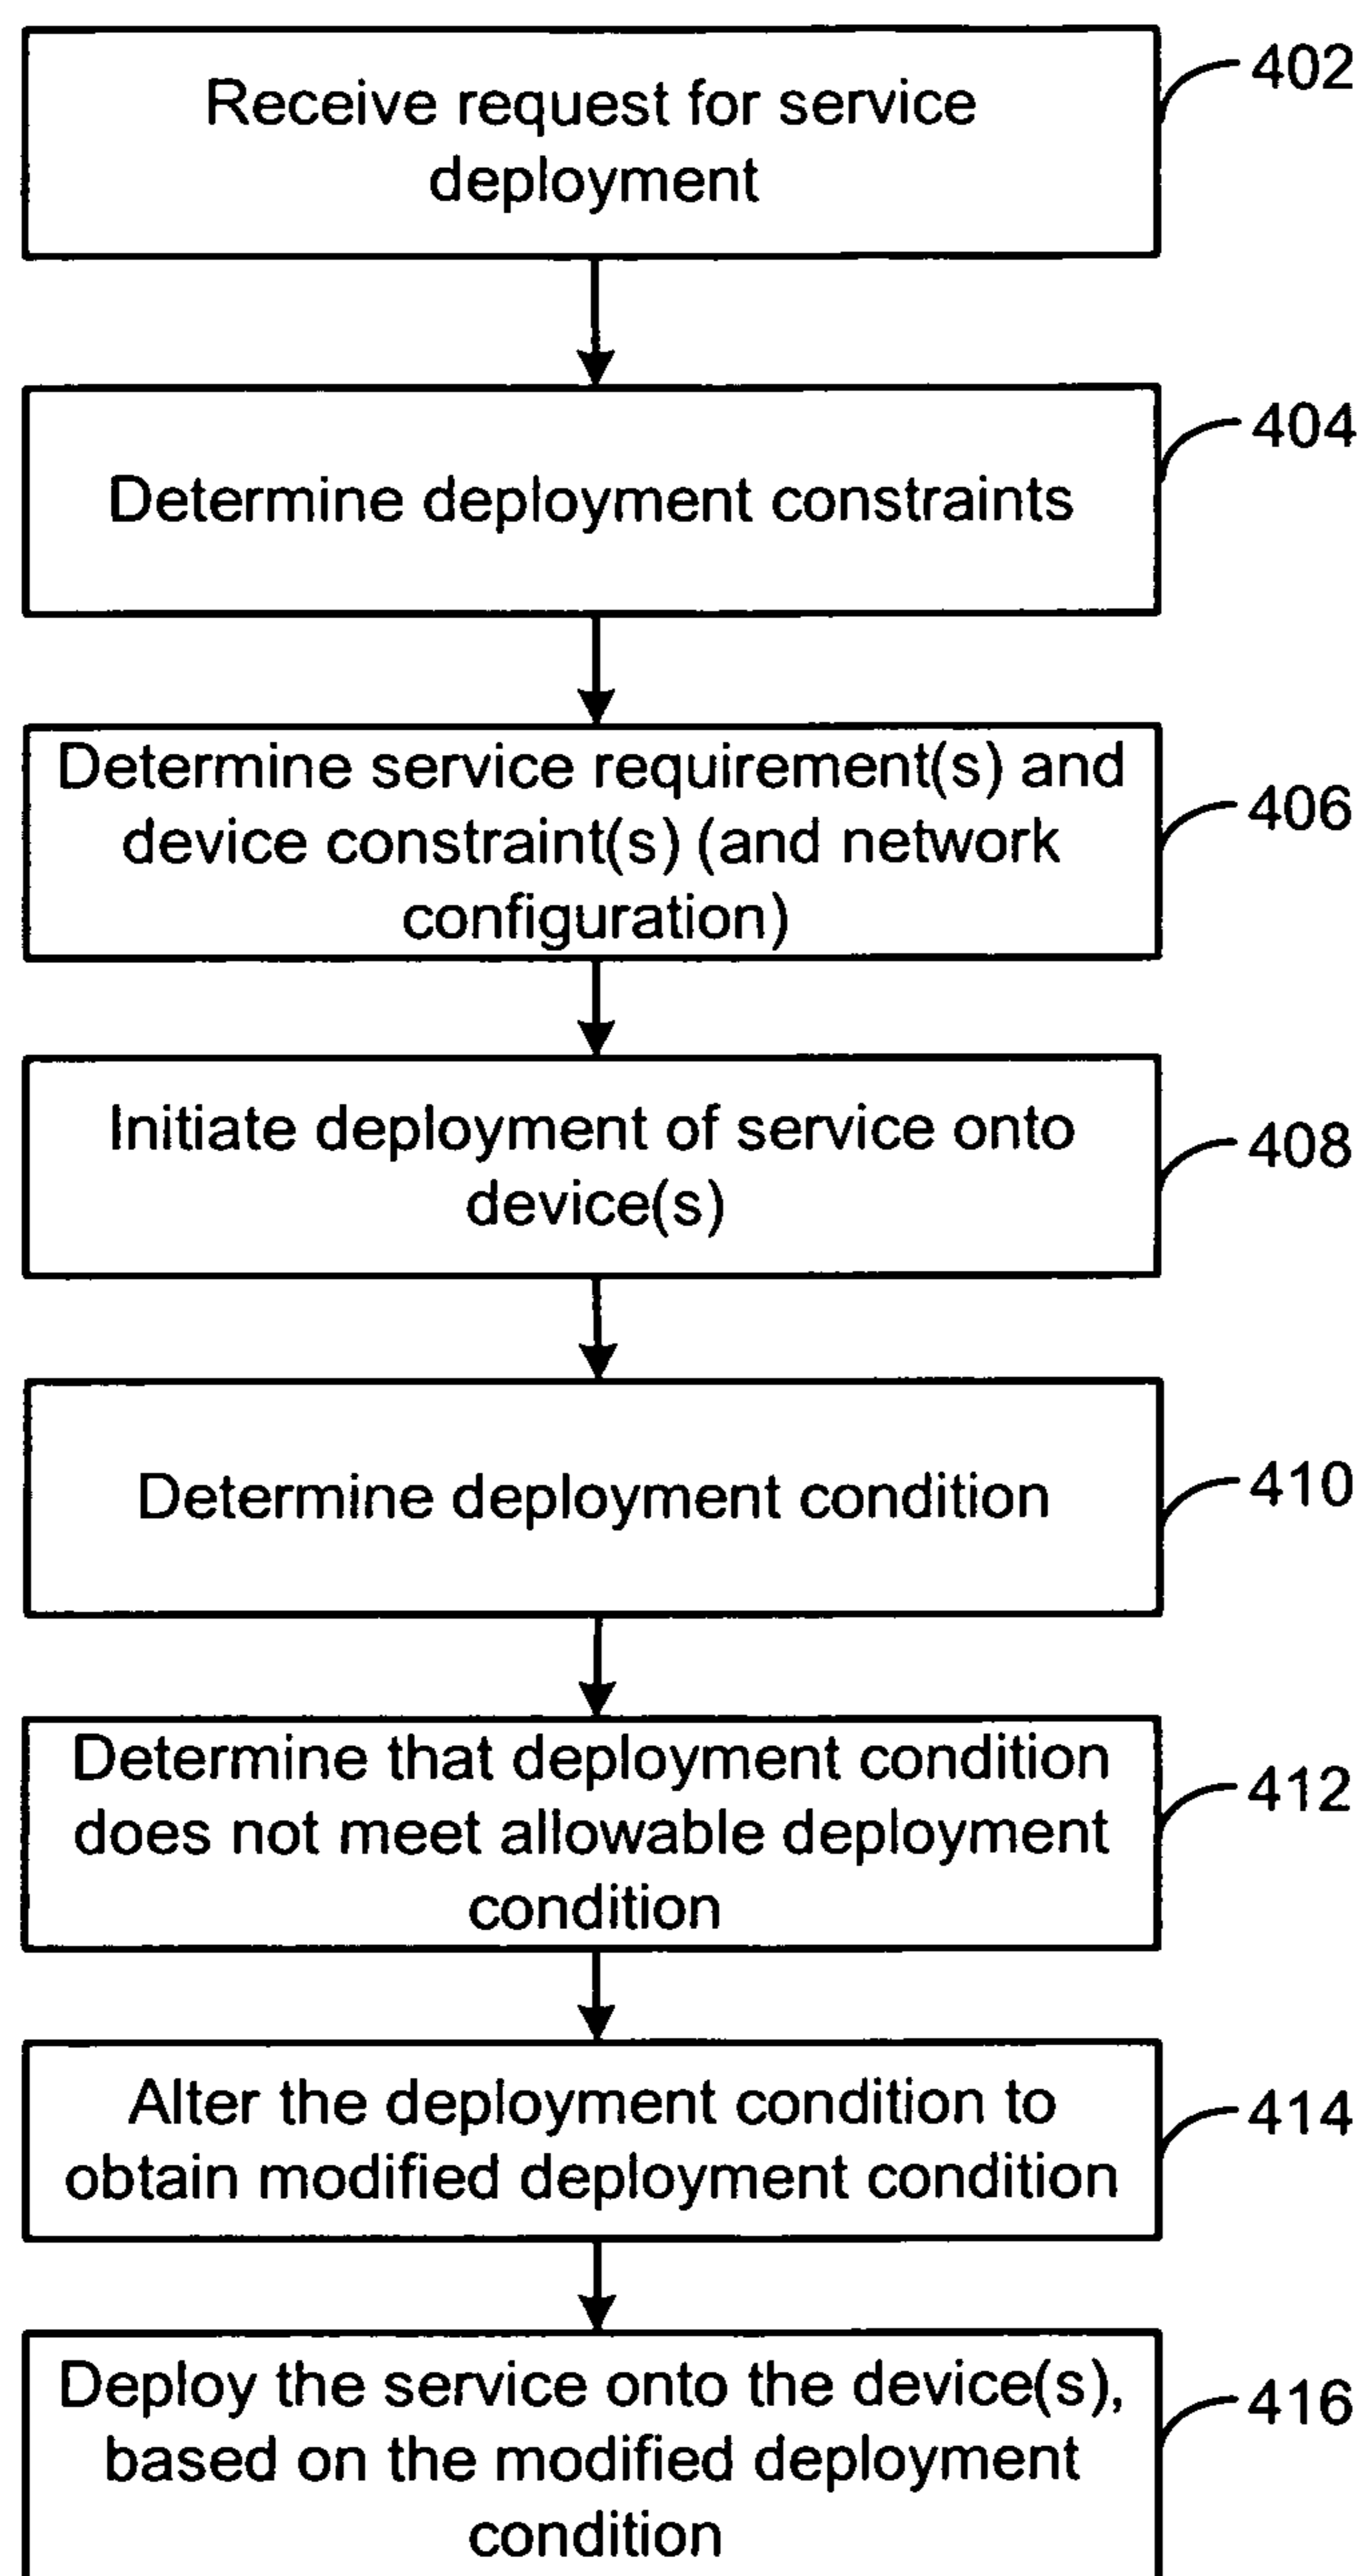 Receive request for service
deployment
402
Determine deployment constraints
404
Determine service requirement(s) and
device constraint(s) (and network
configuration)
406
Initiate deployment of service onto
device(s)
408
Determine deployment condition
410
Determine that deployment condition
does not meet allowable deployment
condition
412
Alter the deployment condition to
obtain modified deployment condition
414
Deploy the service onto the device(s),
based on the modified deployment
condition
416